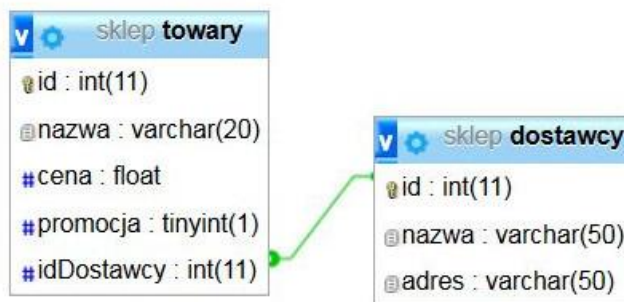 v sklep towary
id : int(11)
nazwa : varchar(20)
#cena : float
#promocja : tinyint(1)
#idDostawcy : int(11)
v sklep dostawcy
id : int(11)
nazwa : varchar(50)
adres : varchar(50)